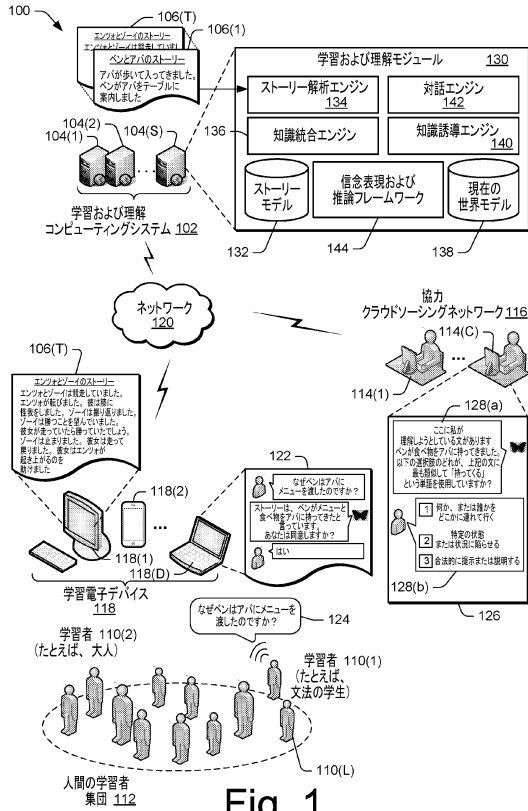 100
106(T)
エンツォとゾーイのストーリー
エンツォとゾーイは競走していまし
106(1)
ベンとアバのストーリー
アバが歩いて入ってきました。
ベンがアバをテーブルに
案内しました
学習および理解モジュール 130
ストーリー解析エンジン
134
対話エンジン
142
136
知識統合エンジン
知識誘導エンジン
140
ストーリー
モデル
信念表現および
推論フレームワーク
現在の
世界モデル
132
144
138
104(1)
104(2)
104(S)
学習および理解
コンピューティングシステム 102
ネットワーク
120
協力
クラウドソーシングネットワーク 116
114(C)
114(1)
106(T)
エンツォとゾーイのストーリー
エンツォとゾーイは競走していました。
エンツォが転びました。彼は膝に
怪我をしました。ゾーイは振り返りました。
ゾーイは勝つことを望んでいました。
彼女が走っていたら勝っていたでしょう。
ゾーイは止まりました。彼女は走って
戻りました。彼女はエンツォが
起き上がるのを
助けました
118(1)
118(2)
118(D)
学習電子デバイス
118
122
なぜベンはアバに
メニューを渡したのですか?
ストーリーは、ベンがメニューと
食べ物をアバに持ってきたと
言っています。
あなたは同意しますか?
はい
128(a)
ここに私が
理解しようとしている文があります:
ベンが食べ物をアバに持ってきました。
以下の選択肢のどれが、上記の文に
最も類似して「持ってくる」
という単語を使用していますか?
1 何か、または誰かを
どこかに連れて行く
2 特定の状態
または状況に陥らせる
3 合法的に提示または説明する
128(b)
126
なぜベンはアバにメニューを
渡したのですか?
124
学習者 110(2)
(たとえば、大人)
学習者 110(1)
(たとえば、
文法の学生)
110(L)
人間の学習者
集団 112
Fig. 1